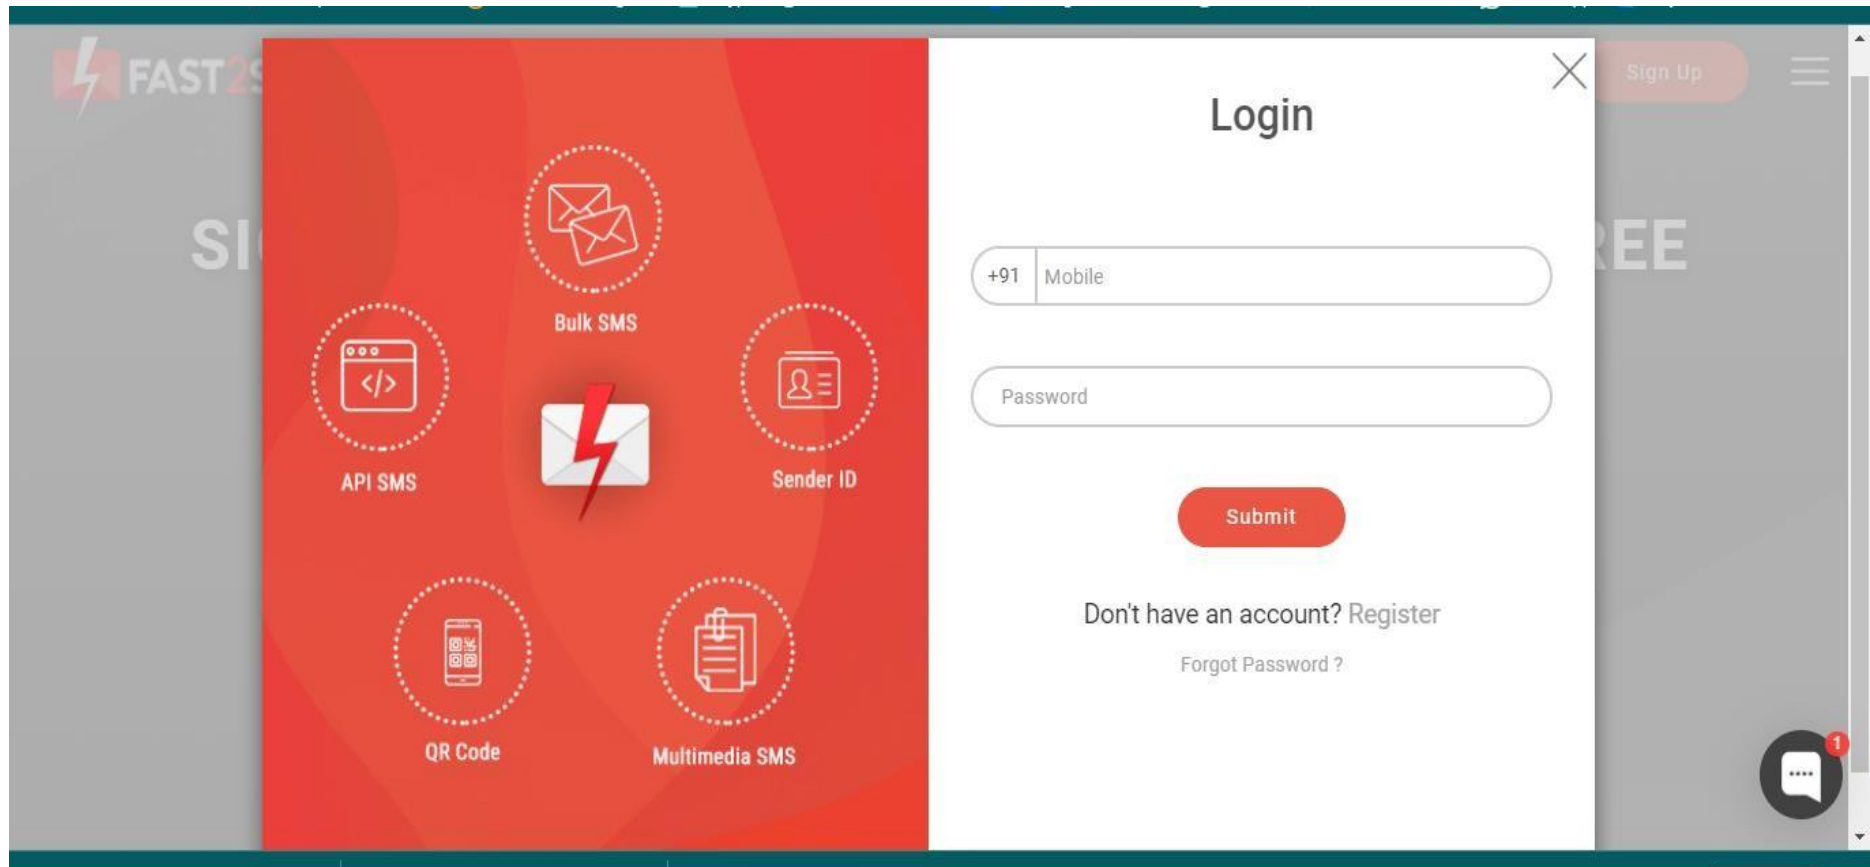 FAST2S
Sign Up
SI
REE
Bulk SMS
API SMS
Sender ID
QR Code
Multimedia SMS
Login
+91 Mobile
Password
Submit
Don't have an account? Register
Forgot Password ?
1